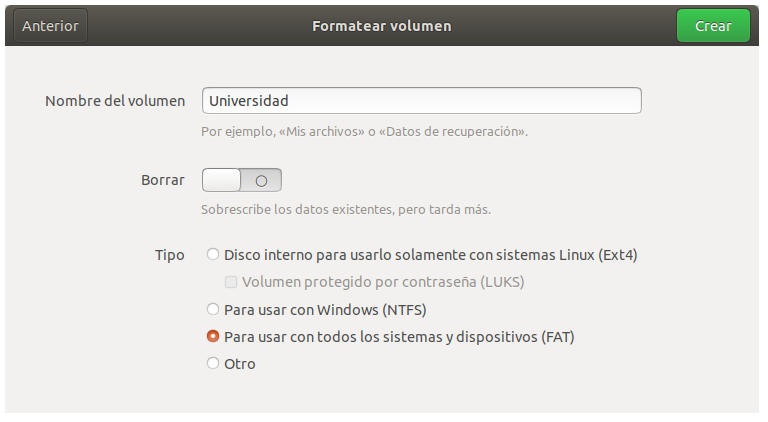 Anterior Formatear volumen Crear
Nombre del volumen Universidad
Por ejemplo, «Mis archivos» o «Datos de recuperación».
Borrar
Sobrescribe los datos existentes, pero tarda más.
Tipo Disco interno para usarlo solamente con sistemas Linux (Ext4)
Volumen protegido por contraseña (LUKS)
Para usar con Windows (NTFS)
Para usar con todos los sistemas y dispositivos (FAT)
Otro